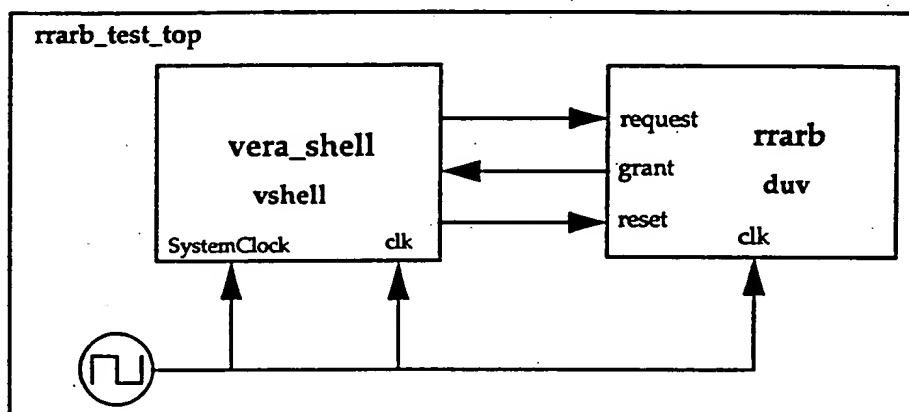 rrarb_test_top
vera_shell
vshell
SystemClock
clk
request
grant
reset
rrarb
duv
clk